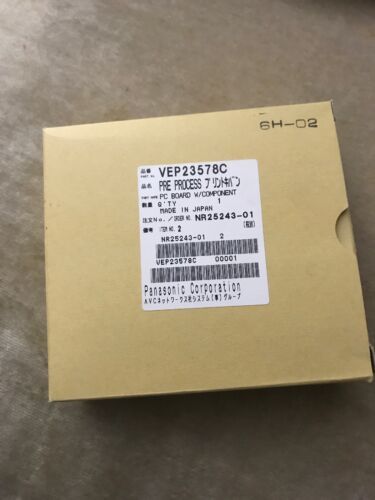 6H-02
品番 PART NO. VEP23578C
品名 PRE PROCESS プリントキバン
PART NAME PC BOARD W/COMPONENT
数量 Q'TY 1
MADE IN JAPAN
注文No./ORDER NO. NR25243-01
備考 ITEM NO. 2
NR25243-01 2
VEP23578C 00001
Panasonic Corporation
AVCネットワークス社システム(事)グループ